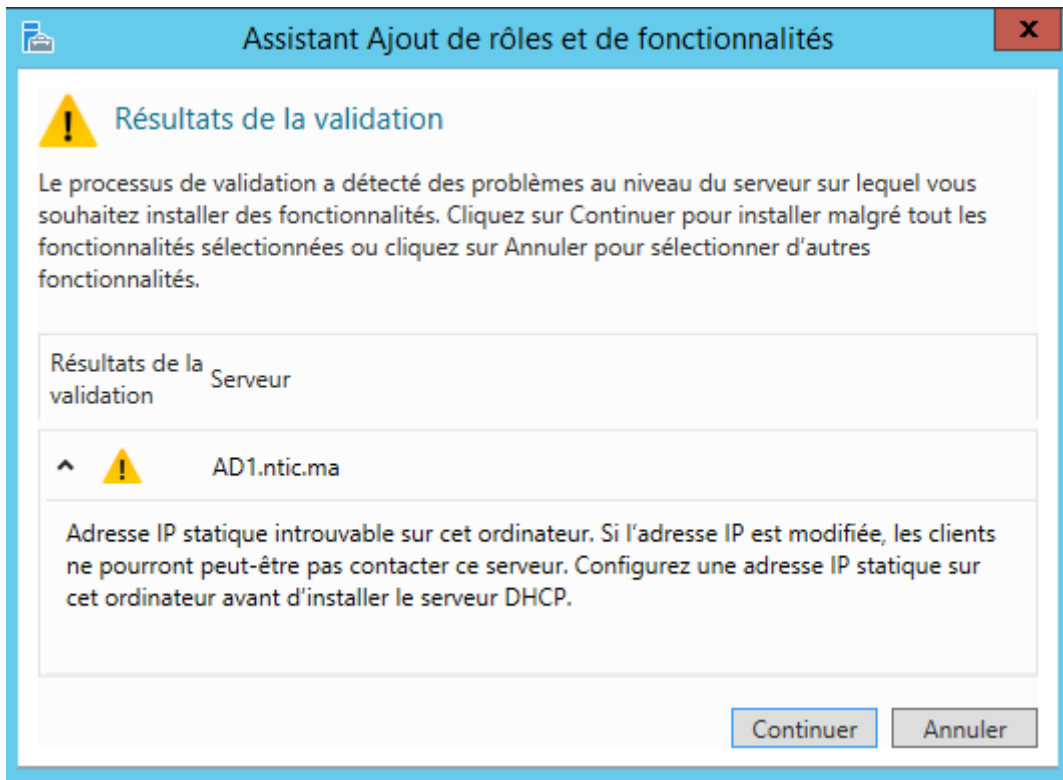 Assistant Ajout de rôles et de fonctionnalités
x
Résultats de la validation
Le processus de validation a détecté des problèmes au niveau du serveur sur lequel vous
souhaitez installer des fonctionnalités. Cliquez sur Continuer pour installer malgré tout les
fonctionnalités sélectionnées ou cliquez sur Annuler pour sélectionner d'autres
fonctionnalités.
Résultats de la
validation
Serveur
AD1.ntic.ma
Adresse IP statique introuvable sur cet ordinateur. Si l'adresse IP est modifiée, les clients
ne pourront peut-être pas contacter ce serveur. Configurez une adresse IP statique sur
cet ordinateur avant d'installer le serveur DHCP.
Continuer
Annuler